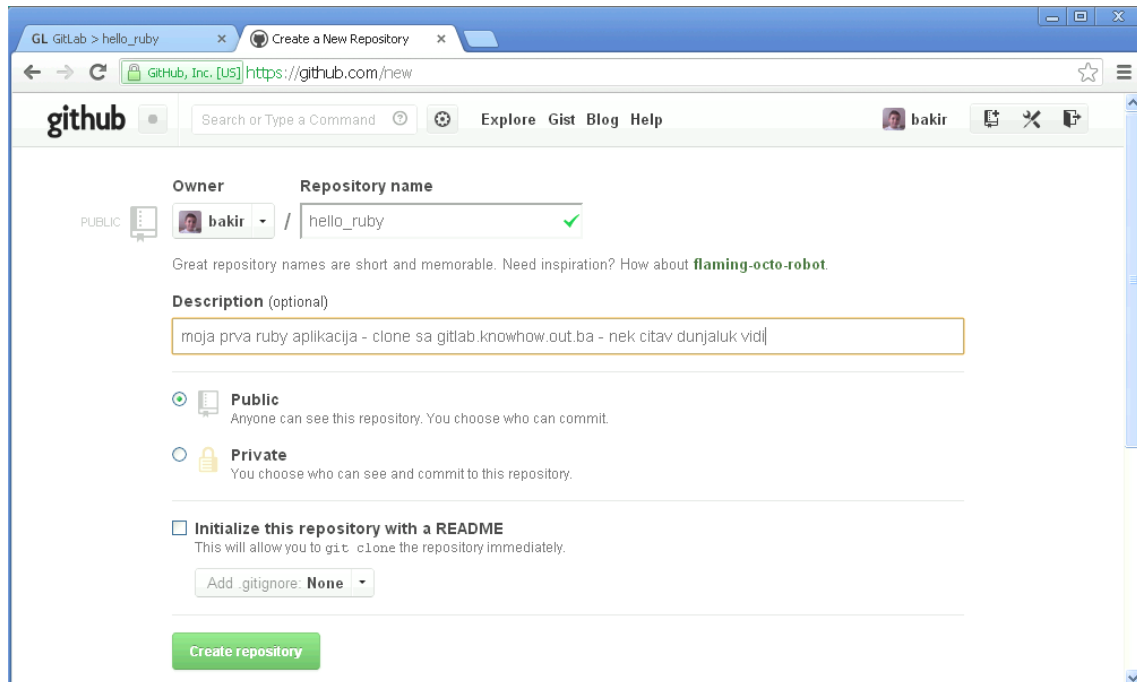 GL GitLab > hello_ruby × Create a New Repository ×
GitHub, Inc. [US] https://github.com/new
github Search or Type a Command Explore Gist Blog Help bakir
Owner Repository name
PUBLIC bakir / hello_ruby
Great repository names are short and memorable. Need inspiration? How about flaming-octo-robot.
Description (optional)
moja prva ruby aplikacija - clone sa gitlab.knowhow.out.ba - nek citav dunjaluk vidi
Public
Anyone can see this repository. You choose who can commit.
Private
You choose who can see and commit to this repository.
Initialize this repository with a README
This will allow you to git clone the repository immediately.
Add .gitignore: None
Create repository